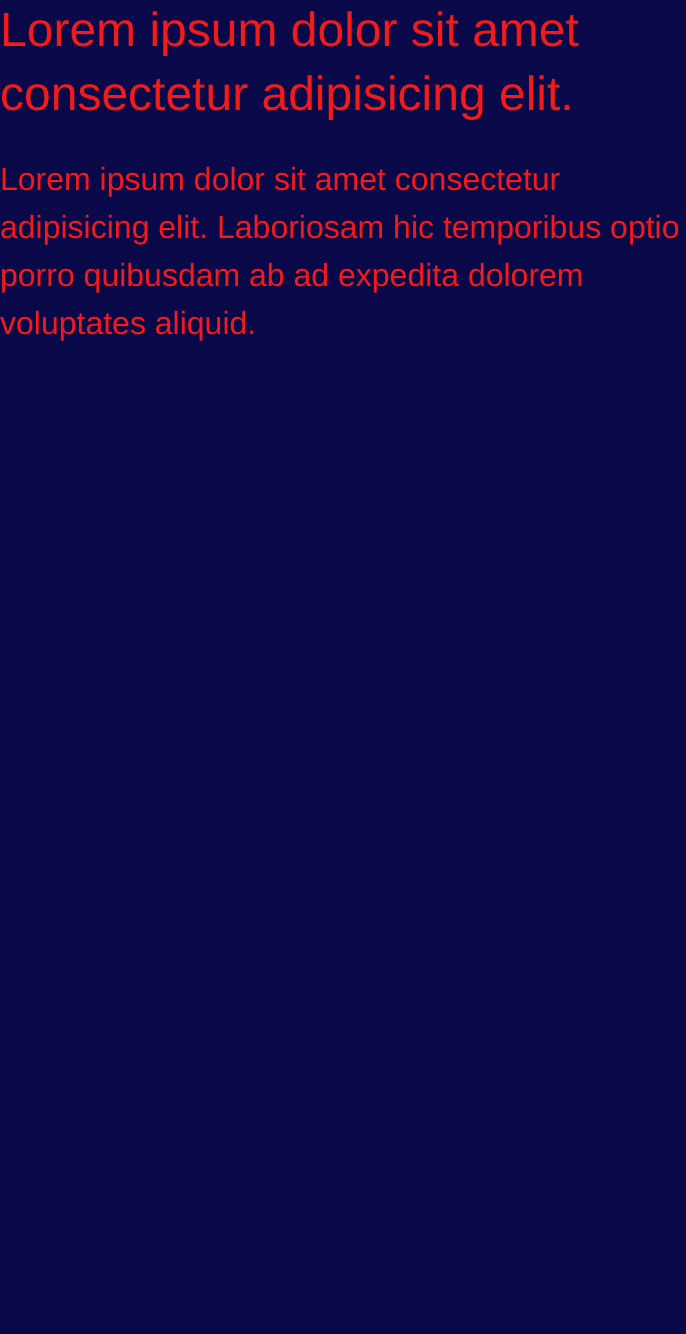 Lorem ipsum dolor sit amet
consectetur adipisicing elit.
Lorem ipsum dolor sit amet consectetur
adipisicing elit. Laboriosam hic temporibus optio
porro quibusdam ab ad expedita dolorem
voluptates aliquid.